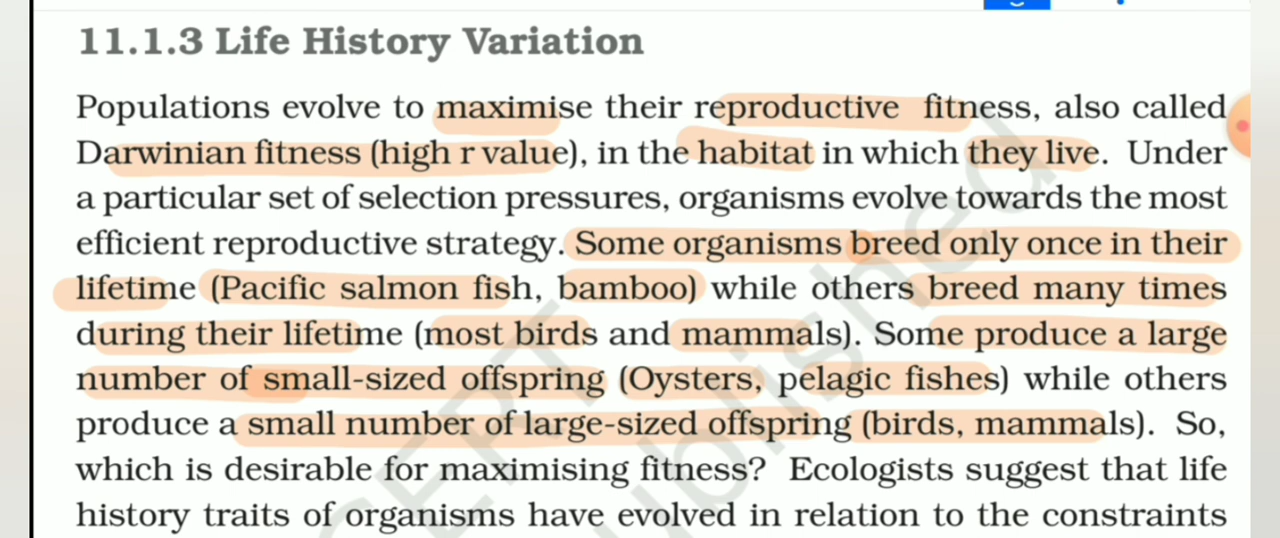 11.1.3 Life History Variation
Populations evolve to maximise their reproductive fitness, also called
Darwinian fitness (high r value), in the habitat in which they live. Under
a particular set of selection pressures, organisms evolve towards the most
efficient reproductive strategy. Some organisms breed only once in their
lifetime (Pacific salmon fish, bamboo) while others breed many times
during their lifetime (most birds and mammals). Some produce a large
number of small-sized offspring (Oysters, pelagic fishes) while others
produce a small number of large-sized offspring (birds, mammals). So,
which is desirable for maximising fitness? Ecologists suggest that life
history traits of organisms have evolved in relation to the constraints